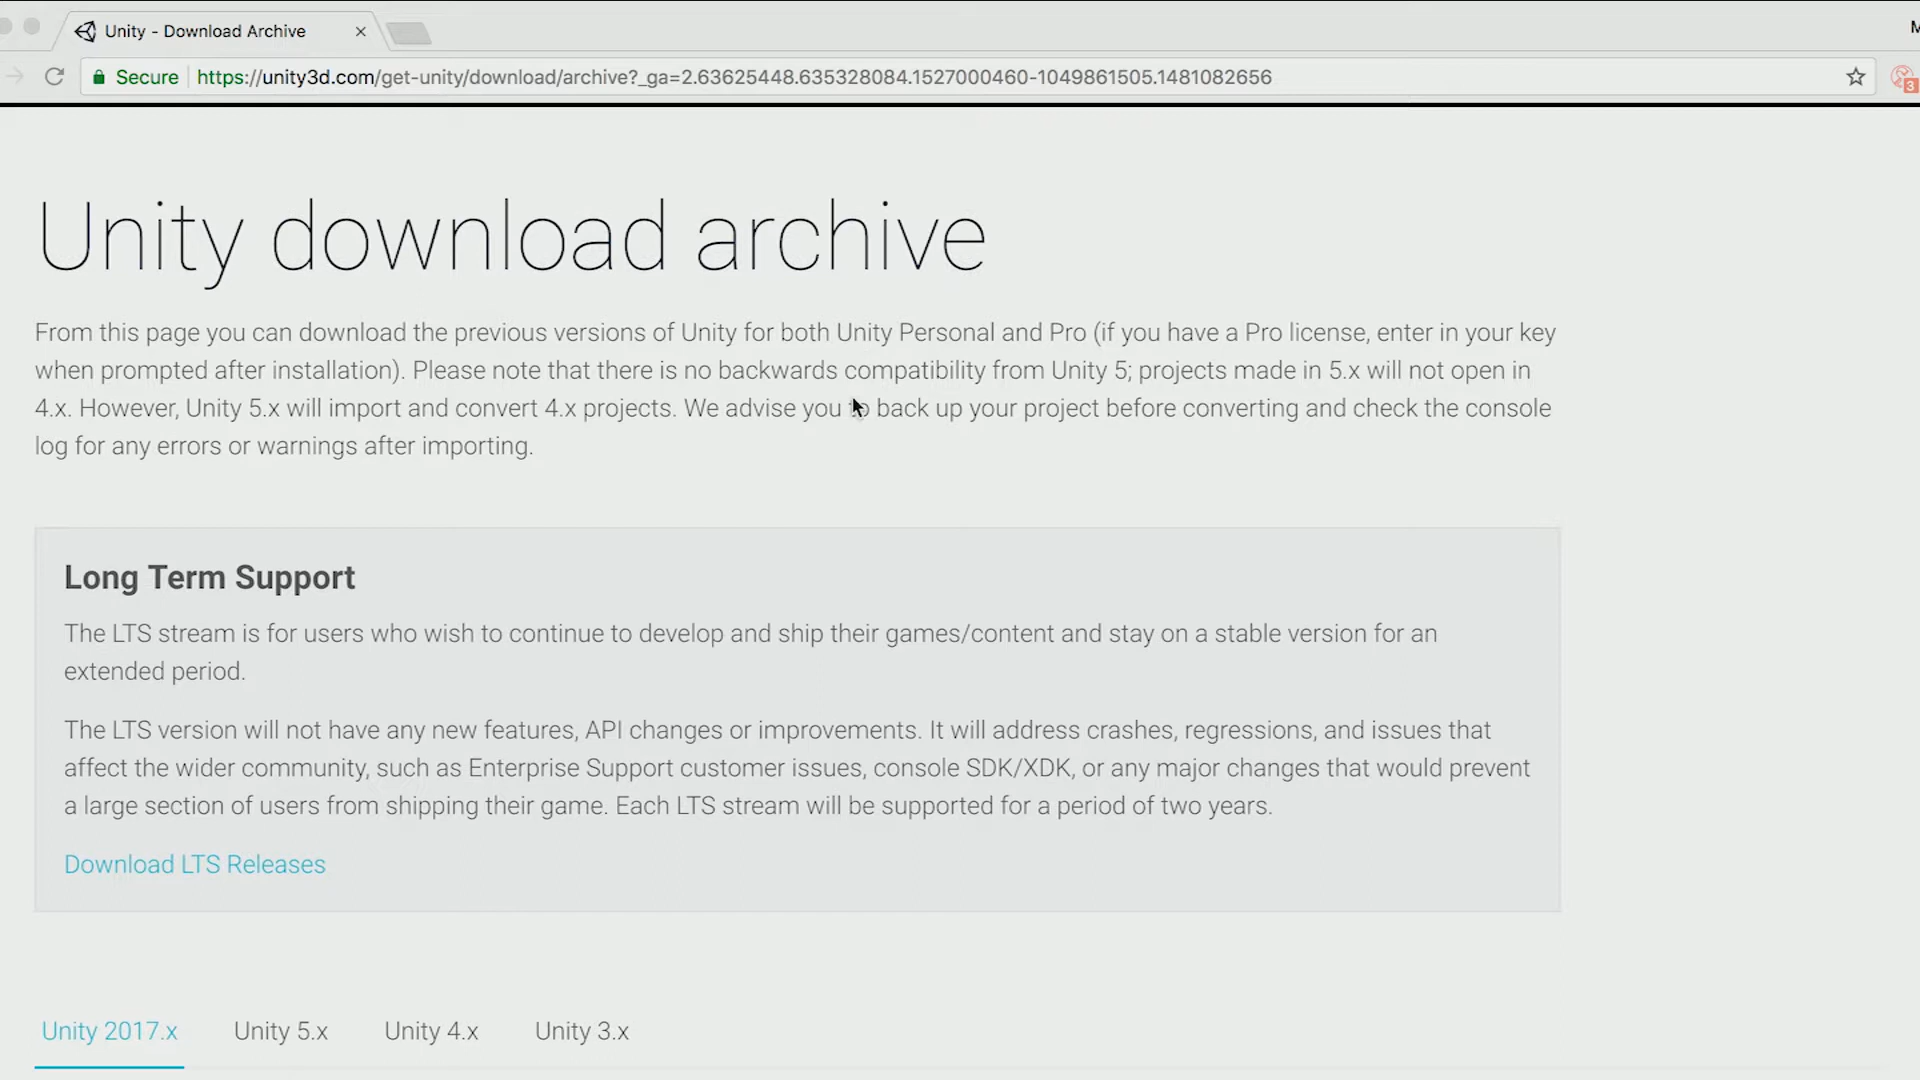 Unity - Download Archive
Secure https://unity3d.com/get-unity/download/archive?_ga=2.63625448.635328084.1527000460-1049861505.1481082656
3
Unity download archive
From this page you can download the previous versions of Unity for both Unity Personal and Pro (if you have a Pro license, enter in your key
when prompted after installation). Please note that there is no backwards compatibility from Unity 5; projects made in 5.x will not open in
4.x. However, Unity 5.x will import and convert 4.x projects. We advise you to back up your project before converting and check the console
log for any errors or warnings after importing.
Long Term Support
The LTS stream is for users who wish to continue to develop and ship their games/content and stay on a stable version for an
extended period.
The LTS version will not have any new features, API changes or improvements. It will address crashes, regressions, and issues that
affect the wider community, such as Enterprise Support customer issues, console SDK/XDK, or any major changes that would prevent
a large section of users from shipping their game. Each LTS stream will be supported for a period of two years.
Download LTS Releases
Unity 2017.x Unity 5.x Unity 4.x Unity 3.x